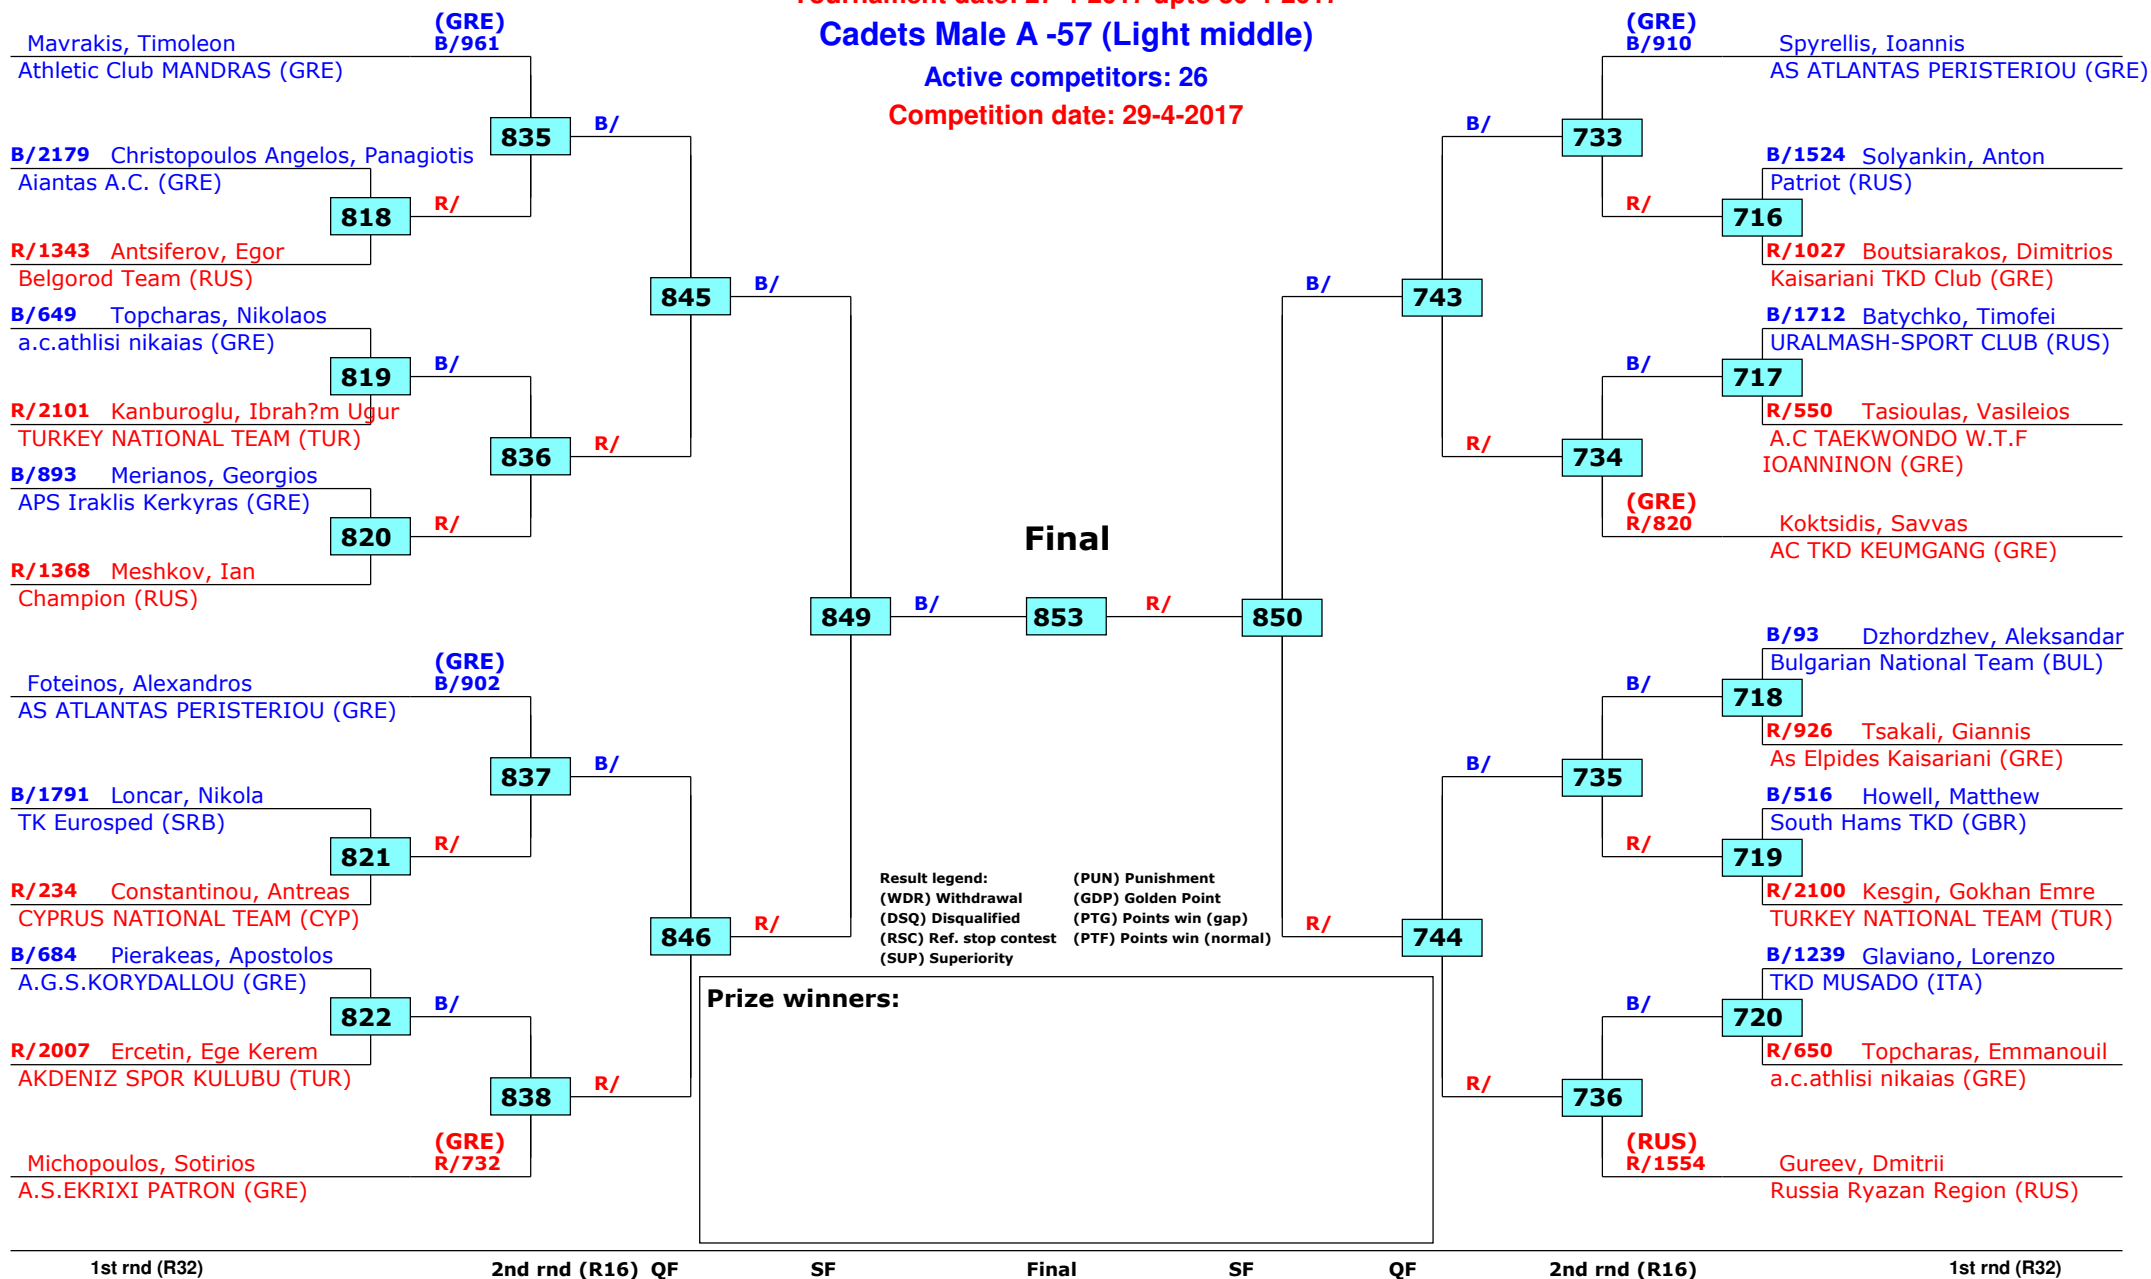 Cadets Male A -57 (Light middle)
Active competitors: 26
Competition date: 29-4-2017
(GRE)
Mavrakis, Timoleon B/961
Athletic Club MANDRAS (GRE)
835
B/
B/2179 Christopoulos Angelos, Panagiotis
Aiantas A.C. (GRE)
818
R/
R/1343 Antsiferov, Egor
Belgorod Team (RUS)
845
B/
B/649 Topcharas, Nikolaos
a.c.athlisi nikaias (GRE)
819
B/
R/2101 Kanburoglu, Ibrah?m Ugur
TURKEY NATIONAL TEAM (TUR)
836
R/
B/893 Merianos, Georgios
APS Iraklis Kerkyras (GRE)
820
R/
R/1368 Meshkov, Ian
Champion (RUS)
849
B/
(GRE)
Foteinos, Alexandros B/902
AS ATLANTAS PERISTERIOU (GRE)
837
B/
B/1791 Loncar, Nikola
TK Eurosped (SRB)
821
R/
R/234 Constantinou, Antreas
CYPRUS NATIONAL TEAM (CYP)
846
R/
B/684 Pierakeas, Apostolos
A.G.S.KORYDALLOU (GRE)
822
B/
R/2007 Ercetin, Ege Kerem
AKDENIZ SPOR KULUBU (TUR)
838
R/
(GRE)
Michopoulos, Sotirios R/732
A.S.EKRIXI PATRON (GRE)
Final
853
R/
850
(GRE)
B/910 Spyrellis, Ioannis
AS ATLANTAS PERISTERIOU (GRE)
B/
733
B/1524 Solyankin, Anton
Patriot (RUS)
R/
716
R/1027 Boutsiarakos, Dimitrios
Kaisariani TKD Club (GRE)
B/
743
B/1712 Batychko, Timofei
URALMASH-SPORT CLUB (RUS)
B/
717
R/550 Tasioulas, Vasileios
A.C TAEKWONDO W.T.F
IOANNINON (GRE)
R/
734
(GRE)
R/820 Koktsidis, Savvas
AC TKD KEUMGANG (GRE)
B/93 Dzhordzhev, Aleksandar
Bulgarian National Team (BUL)
B/
718
R/926 Tsakali, Giannis
As Elpides Kaisariani (GRE)
B/
735
B/516 Howell, Matthew
South Hams TKD (GBR)
R/
719
R/2100 Kesgin, Gokhan Emre
TURKEY NATIONAL TEAM (TUR)
R/
744
B/1239 Glaviano, Lorenzo
TKD MUSADO (ITA)
B/
720
R/650 Topcharas, Emmanouil
a.c.athlisi nikaias (GRE)
R/
736
(RUS)
R/1554 Gureev, Dmitrii
Russia Ryazan Region (RUS)
Result legend: (PUN) Punishment
(WDR) Withdrawal (GDP) Golden Point
(DSQ) Disqualified (PTG) Points win (gap)
(RSC) Ref. stop contest (PTF) Points win (normal)
(SUP) Superiority
Prize winners:
1st rnd (R32) 2nd rnd (R16) QF SF Final SF QF 2nd rnd (R16) 1st rnd (R32)